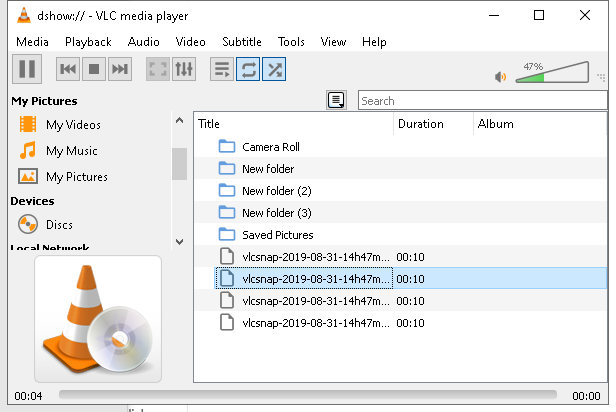 dshow:// - VLC media player
Media Playback Audio Video Subtitle Tools View Help
47%
Search
My Pictures
My Videos
My Music
My Pictures
Devices
Discs
Local Network
Title Duration Album
Camera Roll
New folder
New folder (2)
New folder (3)
Saved Pictures
vlcsnap-2019-08-31-14h47m... 00:10
vlcsnap-2019-08-31-14h47m... 00:10
vlcsnap-2019-08-31-14h47m... 00:10
vlcsnap-2019-08-31-14h47m... 00:10
00:04 00:00